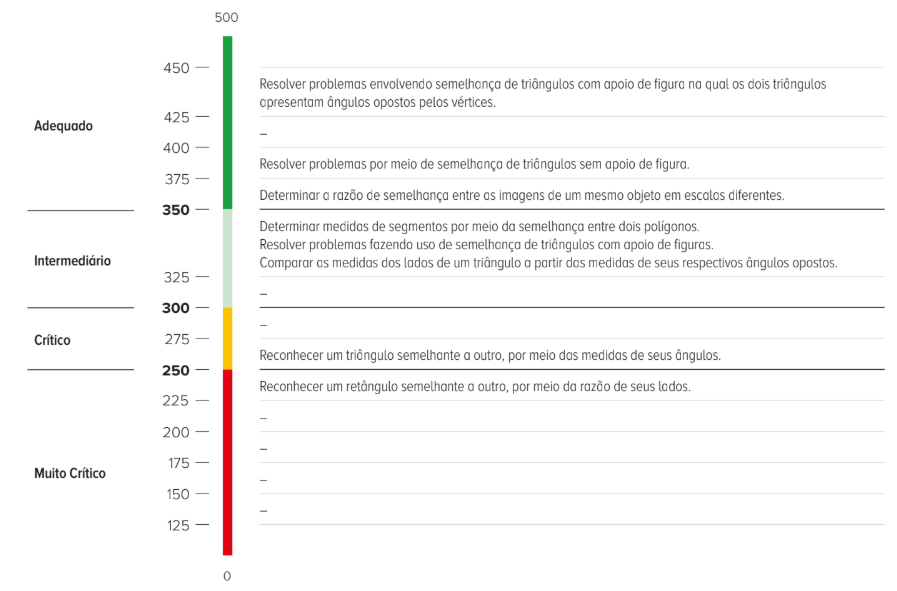 500
450
Resolver problemas envolvendo semelhança de triângulos com apoio de figura na qual os dois triângulos
apresentam ângulos opostos pelos vértices.
425
Adequado
–
400
Resolver problemas por meio de semelhança de triângulos sem apoio de figura.
375
Determinar a razão de semelhança entre as imagens de um mesmo objeto em escalas diferentes.
350
Determinar medidas de segmentos por meio da semelhança entre dois polígonos.
Resolver problemas fazendo uso de semelhança de triângulos com apoio de figuras.
Intermediário
Comparar as medidas dos lados de um triângulo a partir das medidas de seus respectivos ângulos opostos.
325
–
300
–
Crítico
275
Reconhecer um triângulo semelhante a outro, por meio das medidas de seus ângulos.
250
Reconhecer um retângulo semelhante a outro, por meio da razão de seus lados.
225
–
200
–
175
Muito Crítico
–
150
–
125
0